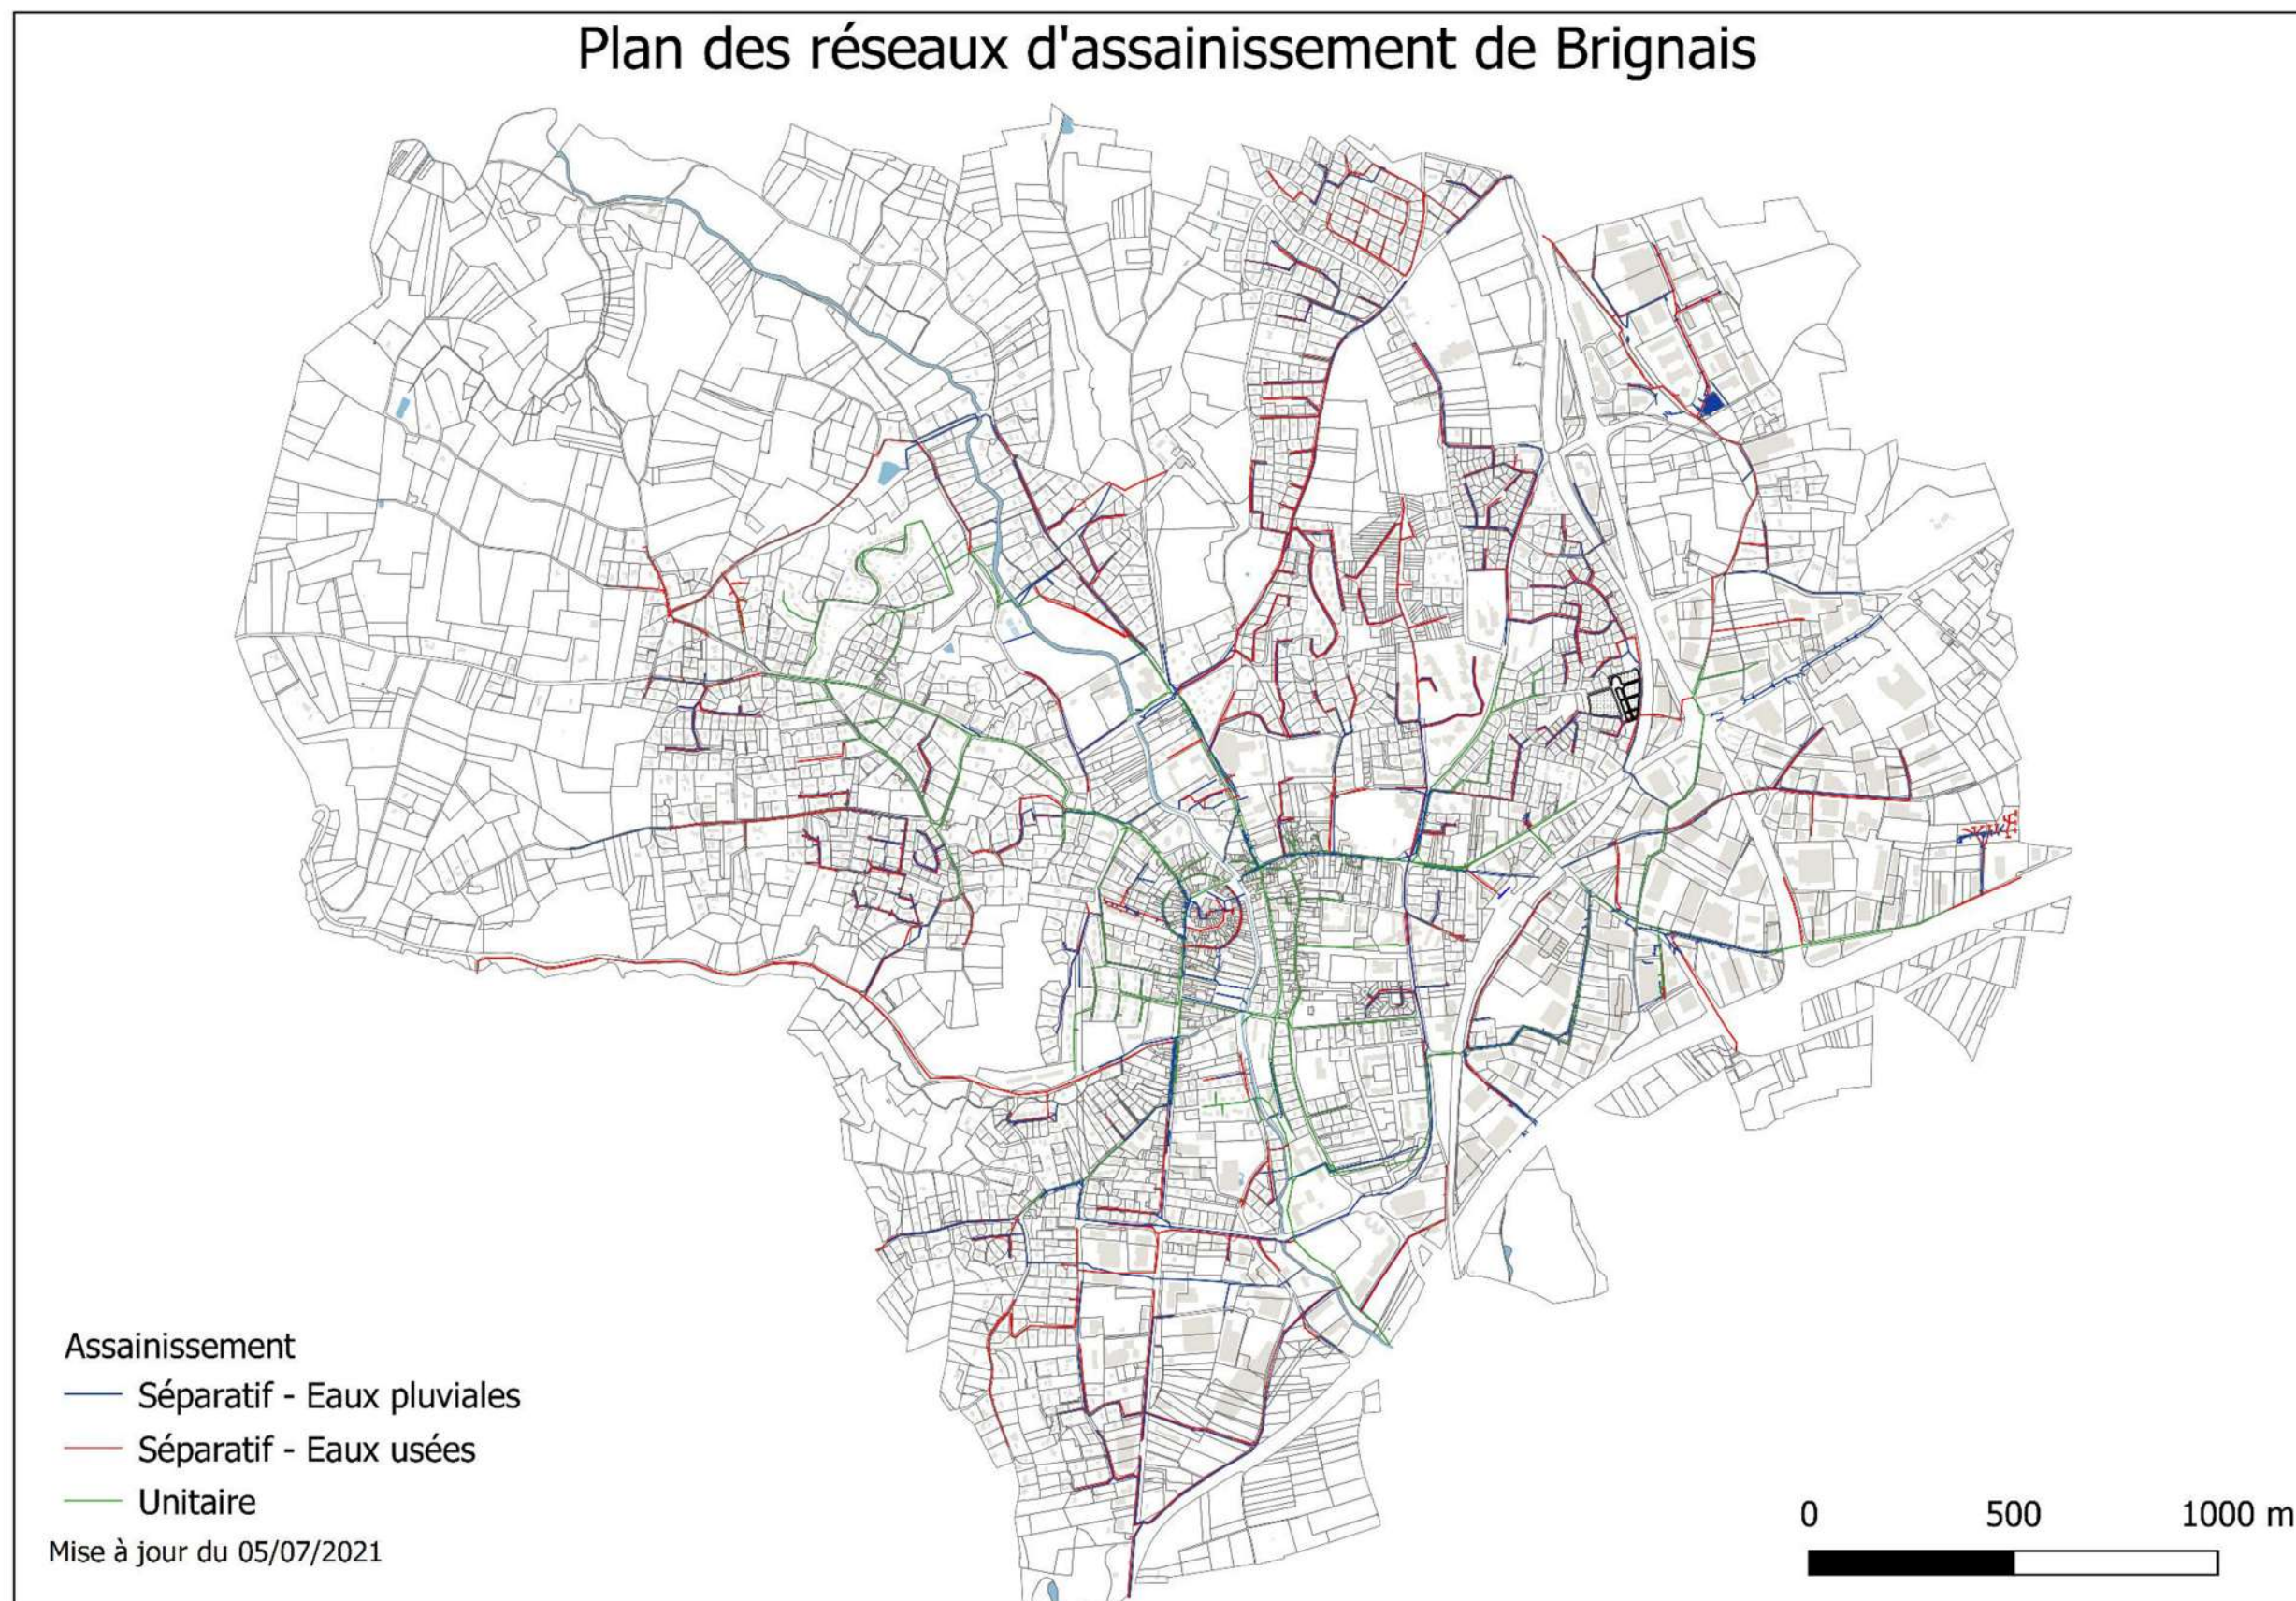 Plan des réseaux d'assainissement de Brignais
Assainissement
Séparatif - Eaux pluviales
Séparatif - Eaux usées
Unitaire
Mise à jour du 05/07/2021
0 500 1000 m